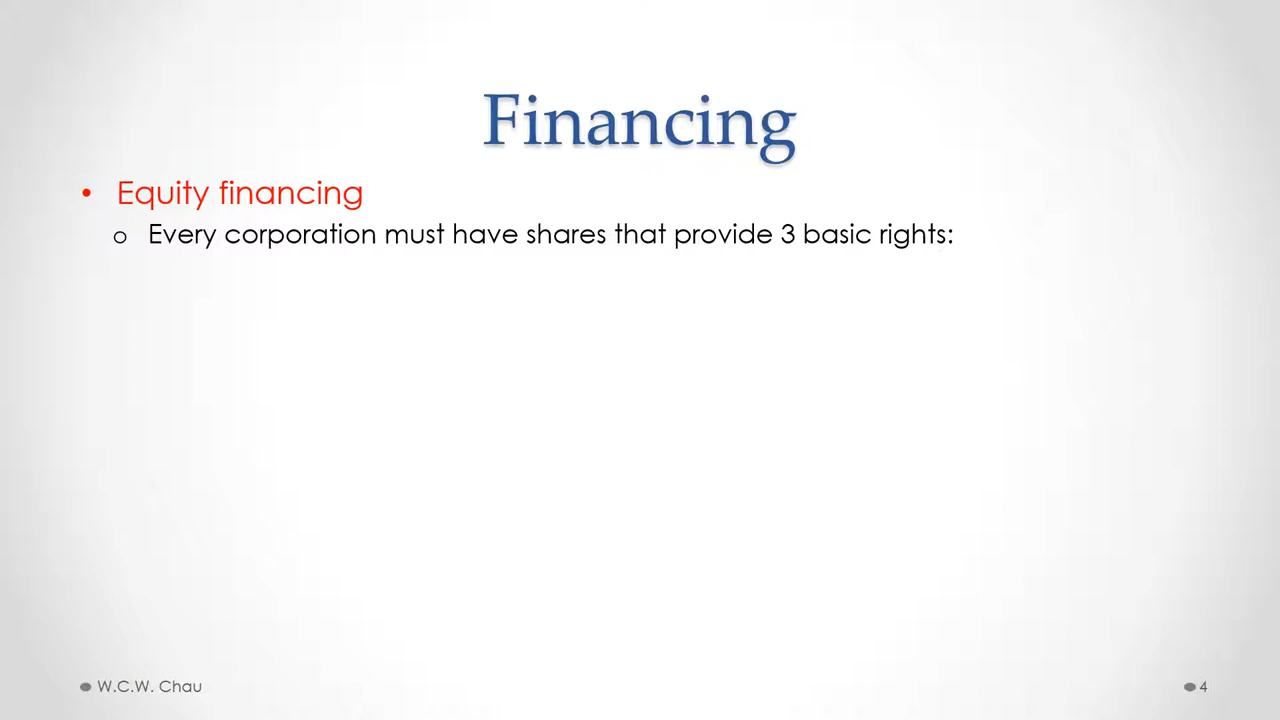 Financing
• Equity financing
o Every corporation must have shares that provide 3 basic rights:
W.C.W. Chau
4